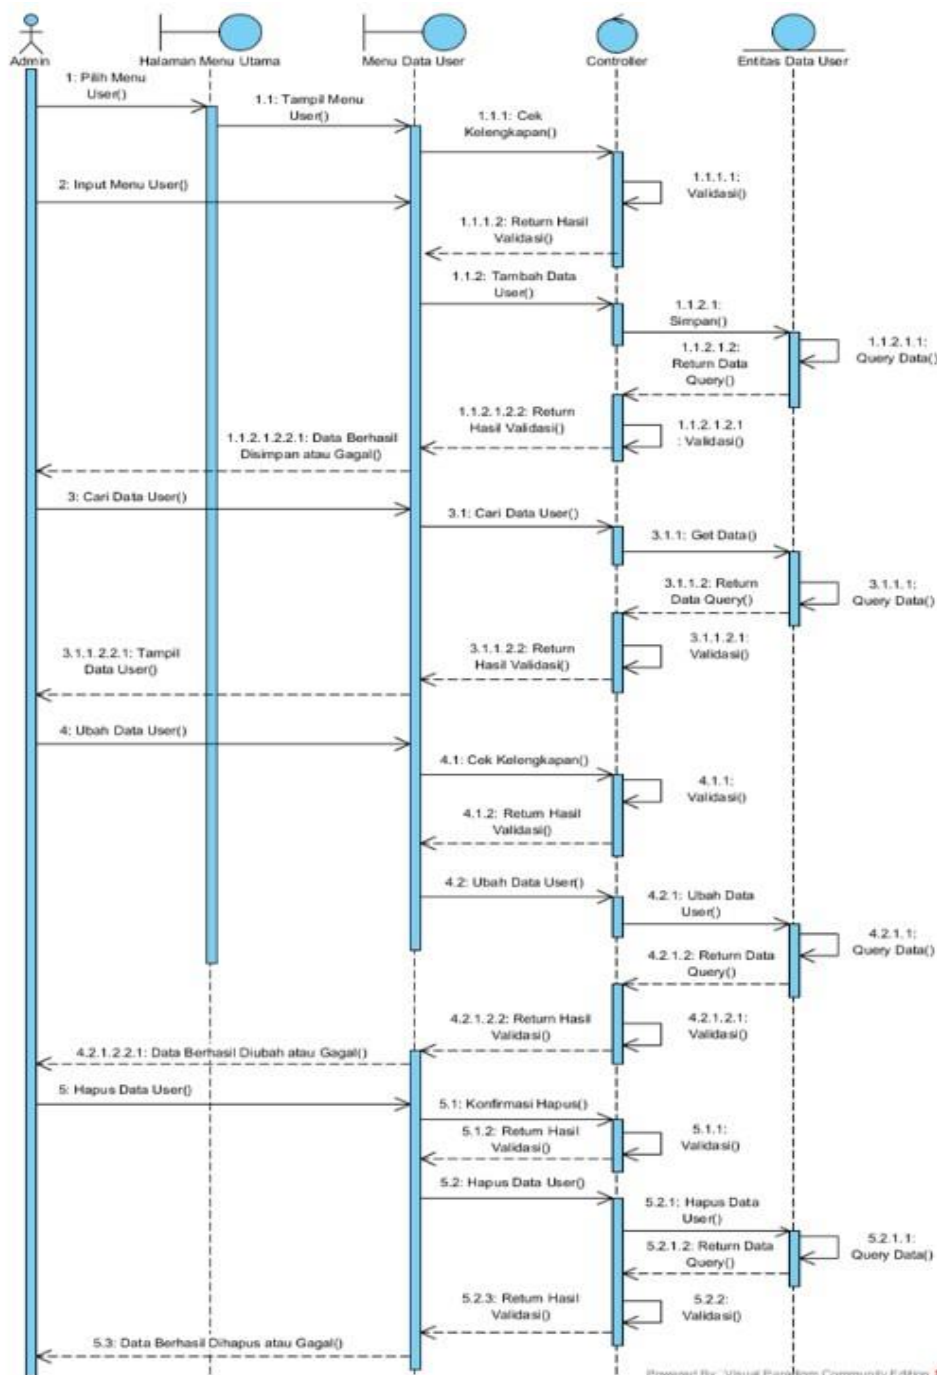 Admin
Halaman Menu Utama
Menu Data User
Controller
Entitas Data User
1: Pilih Menu
User()
1.1: Tampil Menu
User()
1.1.1: Cek
Kelengkapan()
1.1.1.1:
Validasi()
2: Input Menu User()
1.1.1.2: Return Hasil
Validasi()
1.1.2: Tambah Data
User()
1.1.2.1:
Simpan()
1.1.2.1.1:
Query Data()
1.1.2.1.2:
Return Data
Query()
1.1.2.1.2.1
: Validasi()
1.1.2.1.2.2: Return
Hasil Validasi()
1.1.2.1.2.2.1: Data Berhasil
Disimpan atau Gagal()
3: Cari Data User()
3.1: Cari Data User()
3.1.1: Get Data()
3.1.1.1:
Query Data()
3.1.1.2: Return
Data Query()
3.1.1.2.1:
Validasi()
3.1.1.2.2: Return
Hasil Validasi()
3.1.1.2.2.1: Tampil
Data User()
4: Ubah Data User()
4.1: Cek Kelengkapan()
4.1.1:
Validasi()
4.1.2: Return Hasil
Validasi()
4.2: Ubah Data User()
4.2.1: Ubah Data
User()
4.2.1.1:
Query Data()
4.2.1.2: Return Data
Query()
4.2.1.2.1:
Validasi()
4.2.1.2.2: Return Hasil
Validasi()
4.2.1.2.2.1: Data Berhasil Diubah atau Gagal()
5: Hapus Data User()
5.1: Konfirmasi Hapus()
5.1.1:
Validasi()
5.1.2: Return Hasil
Validasi()
5.2: Hapus Data User()
5.2.1: Hapus Data
User()
5.2.1.1:
Query Data()
5.2.1.2: Return Data
Query()
5.2.2:
Validasi()
5.2.3: Return Hasil
Validasi()
5.3: Data Berhasil Dihapus atau Gagal()
Powered By: Visual Paradigm Community Edition